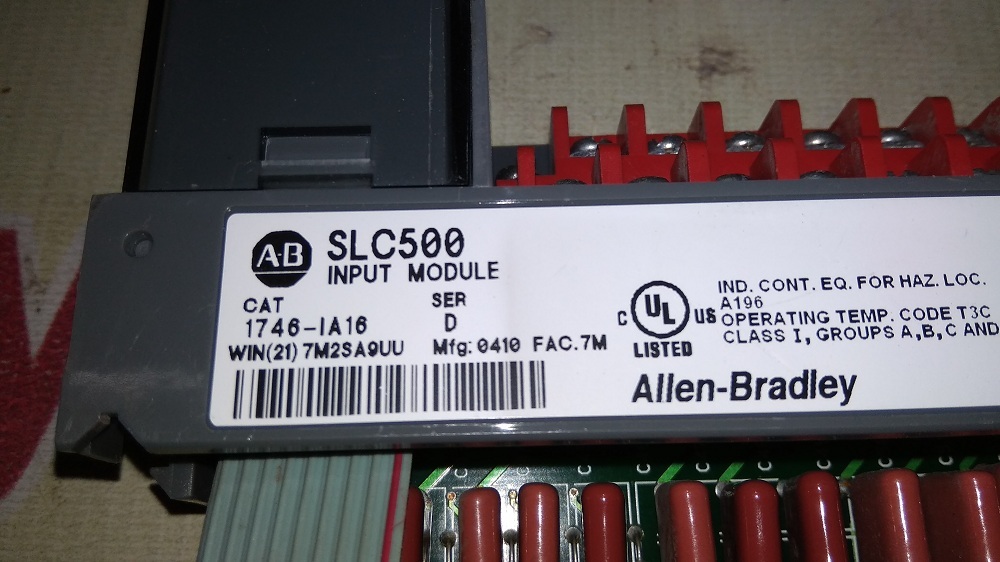 A-B
SLC500
INPUT MODULE
CAT
SER
1746-IA16
D
WIN(21) 7M2SA9UU
Mfg: 0410 FAC.7M
C UL US
LISTED
IND. CONT. EQ. FOR HAZ. LOC.
A196
OPERATING TEMP. CODE T3C
CLASS I, GROUPS A, B, C AND
Allen-Bradley